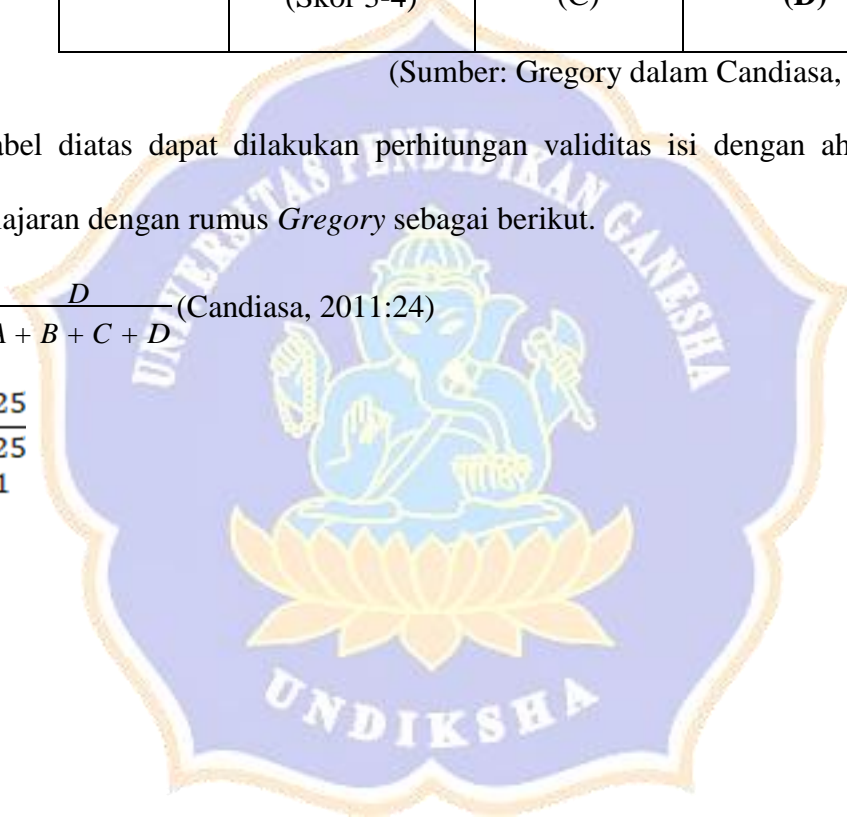 (Skor 3-4) (C) (D)
(Sumber: Gregory dalam Candiasa,
abel diatas dapat dilakukan perhitungan validitas isi dengan ah
lajaran dengan rumus Gregory sebagai berikut.
D
A + B + C + D (Candiasa, 2011:24)
25
25
1
UNIVERSITAS PENDIDIKAN GANESHA
UNDIKSHA